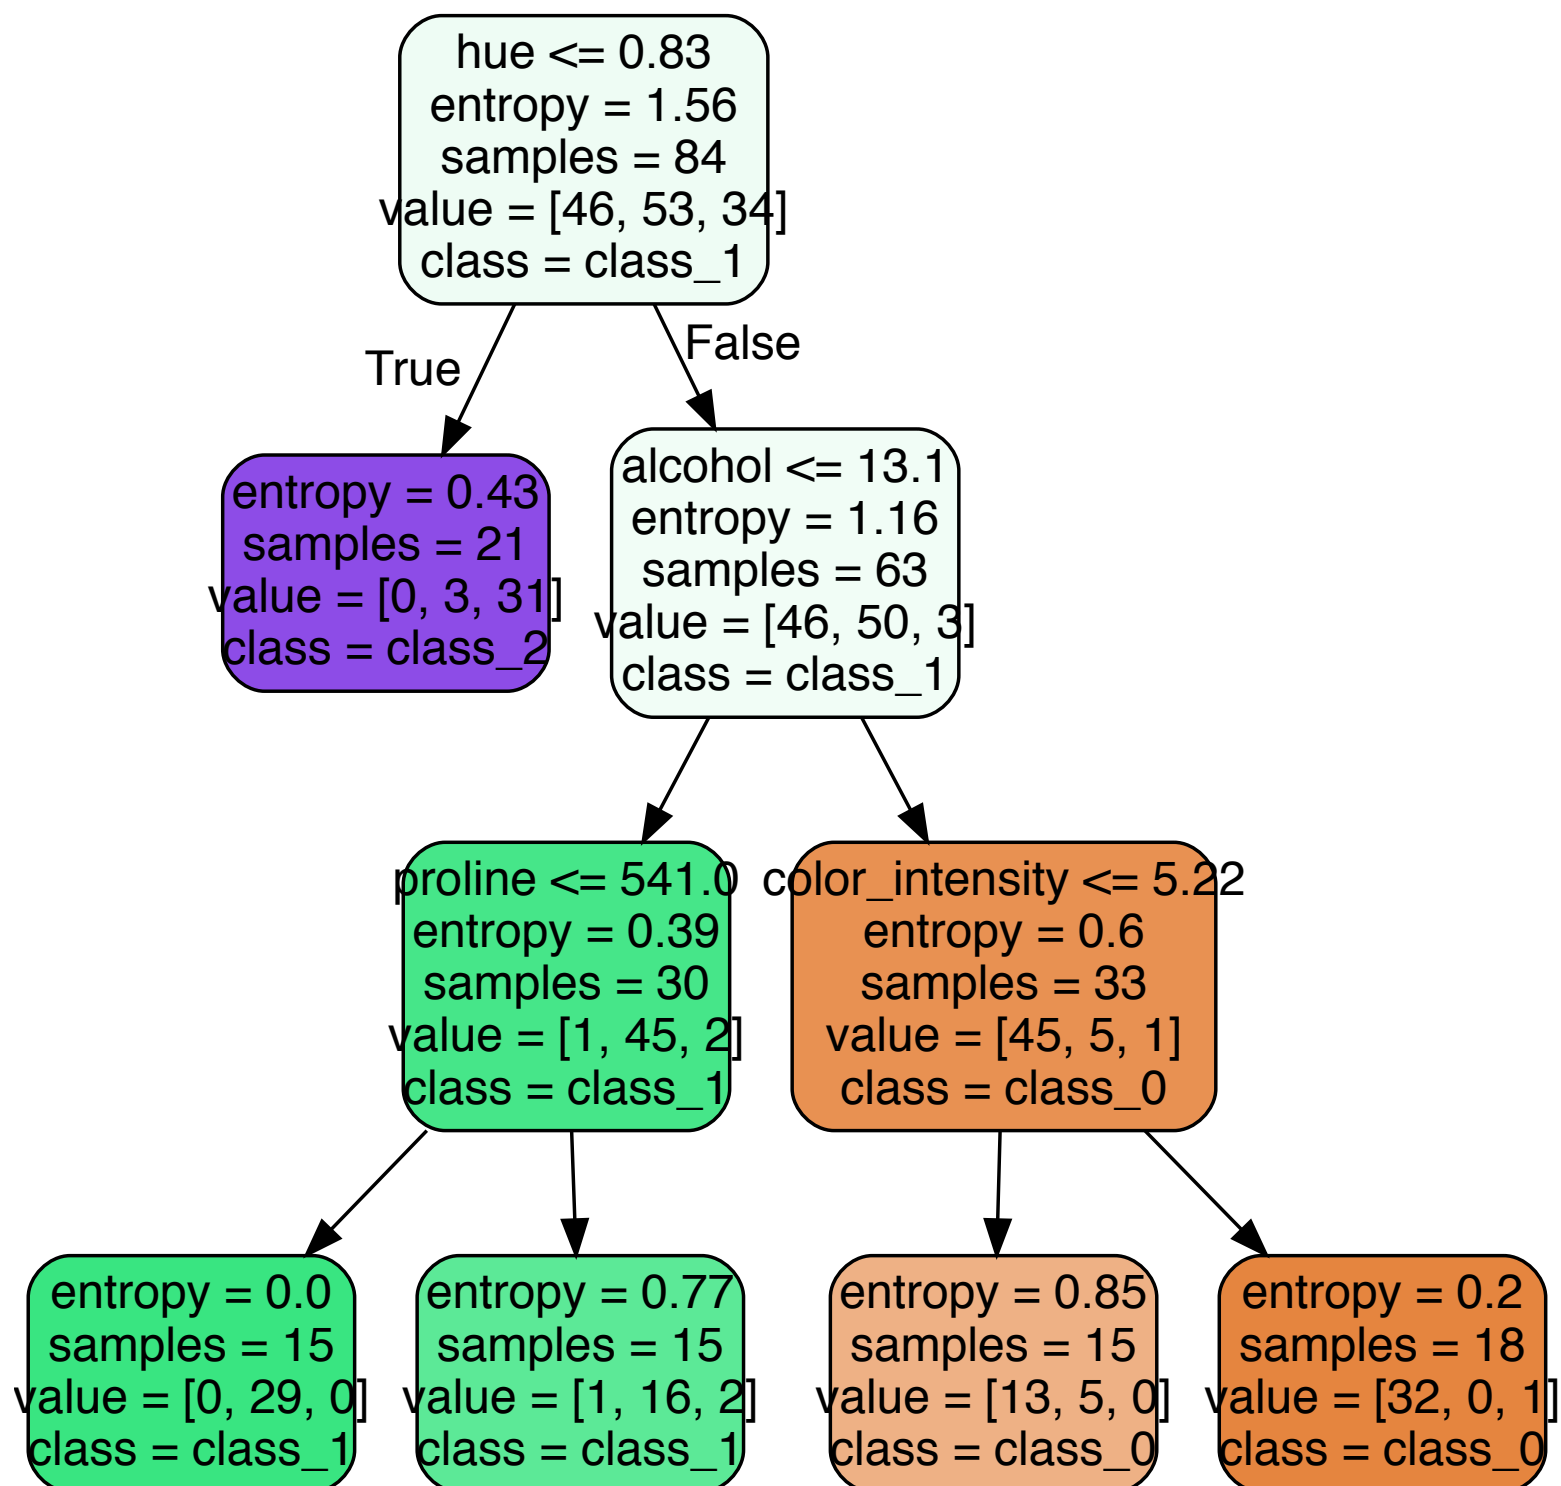 hue <= 0.83
entropy = 1.56
samples = 84
value = [46, 53, 34]
class = class_1
True
False
entropy = 0.43
samples = 21
value = [0, 3, 31]
class = class_2
alcohol <= 13.1
entropy = 1.16
samples = 63
value = [46, 50, 3]
class = class_1
proline <= 541.0
entropy = 0.39
samples = 30
value = [1, 45, 2]
class = class_1
color_intensity <= 5.22
entropy = 0.6
samples = 33
value = [45, 5, 1]
class = class_0
entropy = 0.0
samples = 15
value = [0, 29, 0]
class = class_1
entropy = 0.77
samples = 15
value = [1, 16, 2]
class = class_1
entropy = 0.85
samples = 15
value = [13, 5, 0]
class = class_0
entropy = 0.2
samples = 18
value = [32, 0, 1]
class = class_0